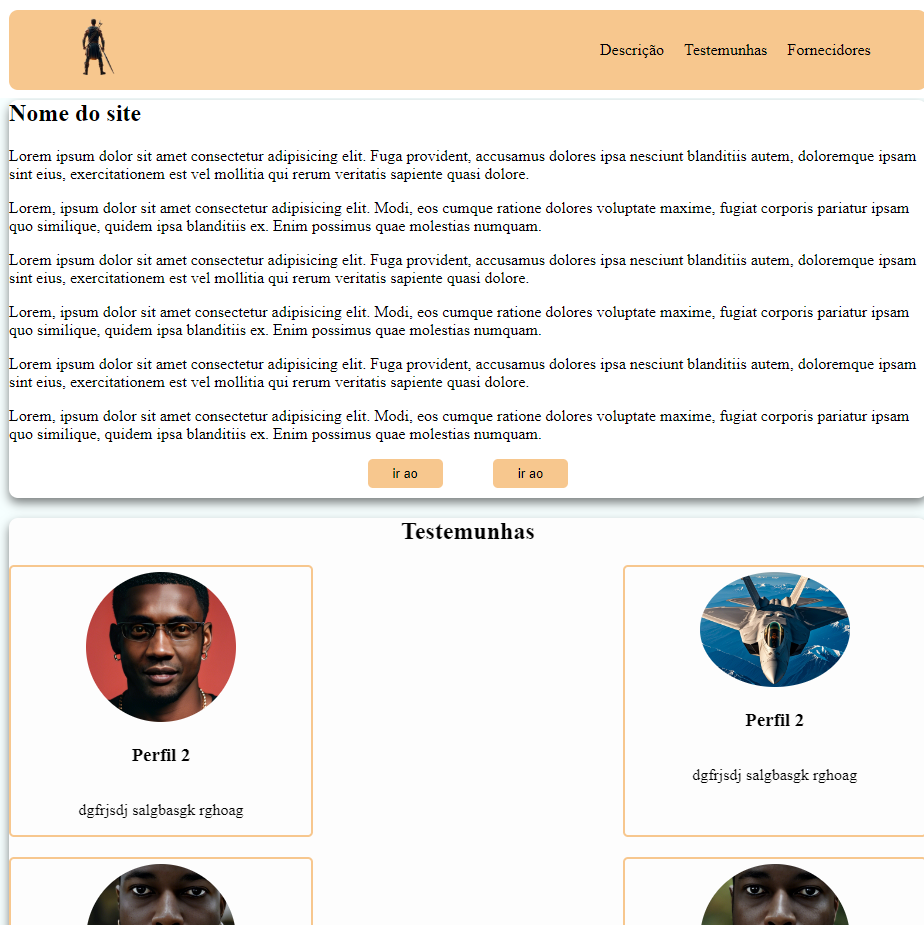 Descrição Testemunhas Fornecedores
Nome do site
Lorem ipsum dolor sit amet consectetur adipisicing elit. Fuga provident, accusamus dolores ipsa nesciunt blanditiis autem, doloremque ipsam
sint eius, exercitationem est vel mollitia qui rerum veritatis sapiente quasi dolore.
Lorem, ipsum dolor sit amet consectetur adipisicing elit. Modi, eos cumque ratione dolores voluptate maxime, fugiat corporis pariatur ipsam
quo similique, quidem ipsa blanditiis ex. Enim possimus quae molestias numquam.
Lorem ipsum dolor sit amet consectetur adipisicing elit. Fuga provident, accusamus dolores ipsa nesciunt blanditiis autem, doloremque ipsam
sint eius, exercitationem est vel mollitia qui rerum veritatis sapiente quasi dolore.
Lorem, ipsum dolor sit amet consectetur adipisicing elit. Modi, eos cumque ratione dolores voluptate maxime, fugiat corporis pariatur ipsam
quo similique, quidem ipsa blanditiis ex. Enim possimus quae molestias numquam.
Lorem ipsum dolor sit amet consectetur adipisicing elit. Fuga provident, accusamus dolores ipsa nesciunt blanditiis autem, doloremque ipsam
sint eius, exercitationem est vel mollitia qui rerum veritatis sapiente quasi dolore.
Lorem, ipsum dolor sit amet consectetur adipisicing elit. Modi, eos cumque ratione dolores voluptate maxime, fugiat corporis pariatur ipsam
quo similique, quidem ipsa blanditiis ex. Enim possimus quae molestias numquam.
ir ao
ir ao
Testemunhas
Perfil 2
dgfrjsdj salgbasgk rghoag
Perfil 2
dgfrjsdj salgbasgk rghoag